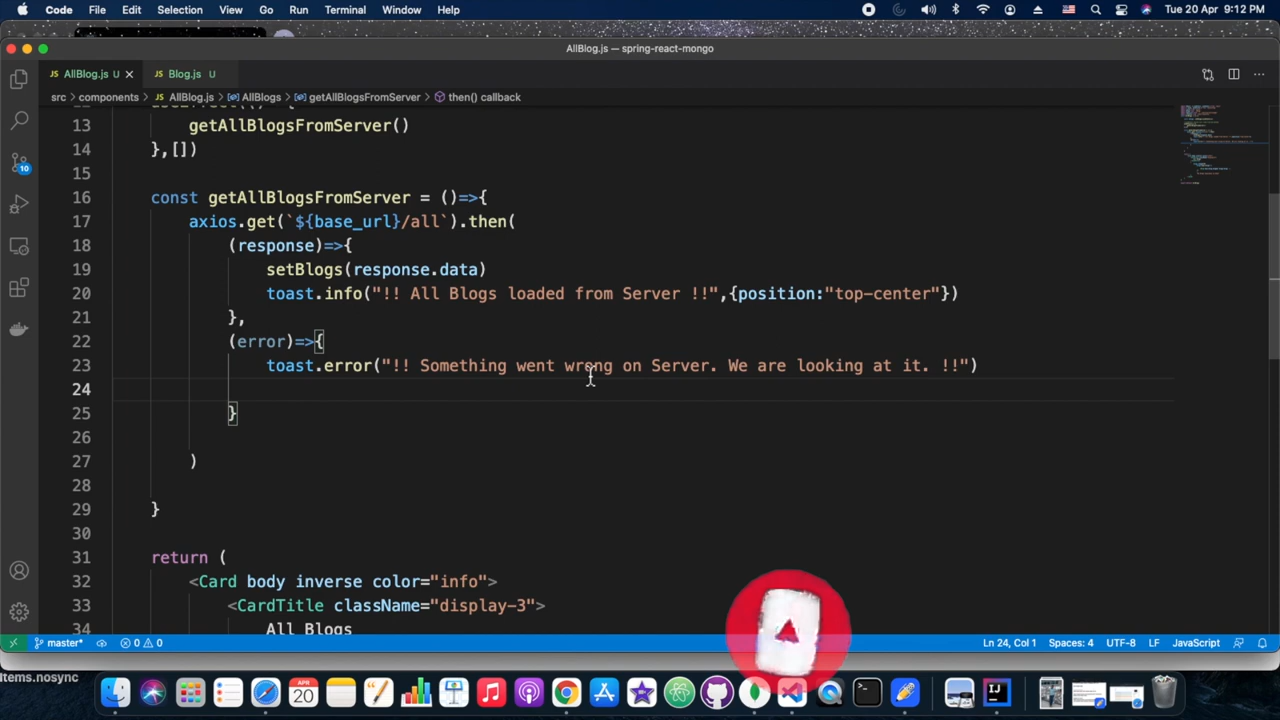 Code File Edit Selection View Go Run Terminal Window Help Tue 20 Apr 9:12 PM
AllBlog.js — spring-react-mongo
JS AllBlog.js U JS Blog.js U
src > components > JS AllBlog.js > AllBlogs > getAllBlogsFromServer > then() callback
13 getAllBlogsFromServer()
14 },[])
15
16 const getAllBlogsFromServer = ()=>{
17 axios.get(`${base_url}/all`).then(
18 (response)=>{
19 setBlogs(response.data)
20 toast.info("!! All Blogs loaded from Server !!",{position:"top-center"})
21 },
22 (error)=>{
23 toast.error("!! Something went wrong on Server. We are looking at it. !!")
24
25 }
26
27 )
28
29 }
30
31 return (
32 <Card body inverse color="info">
33 <CardTitle className="display-3">
34 All Blogs
10
master* 0 0 Ln 24, Col 1 Spaces: 4 UTF-8 LF JavaScript
Items.nosync
APR
20
IJ